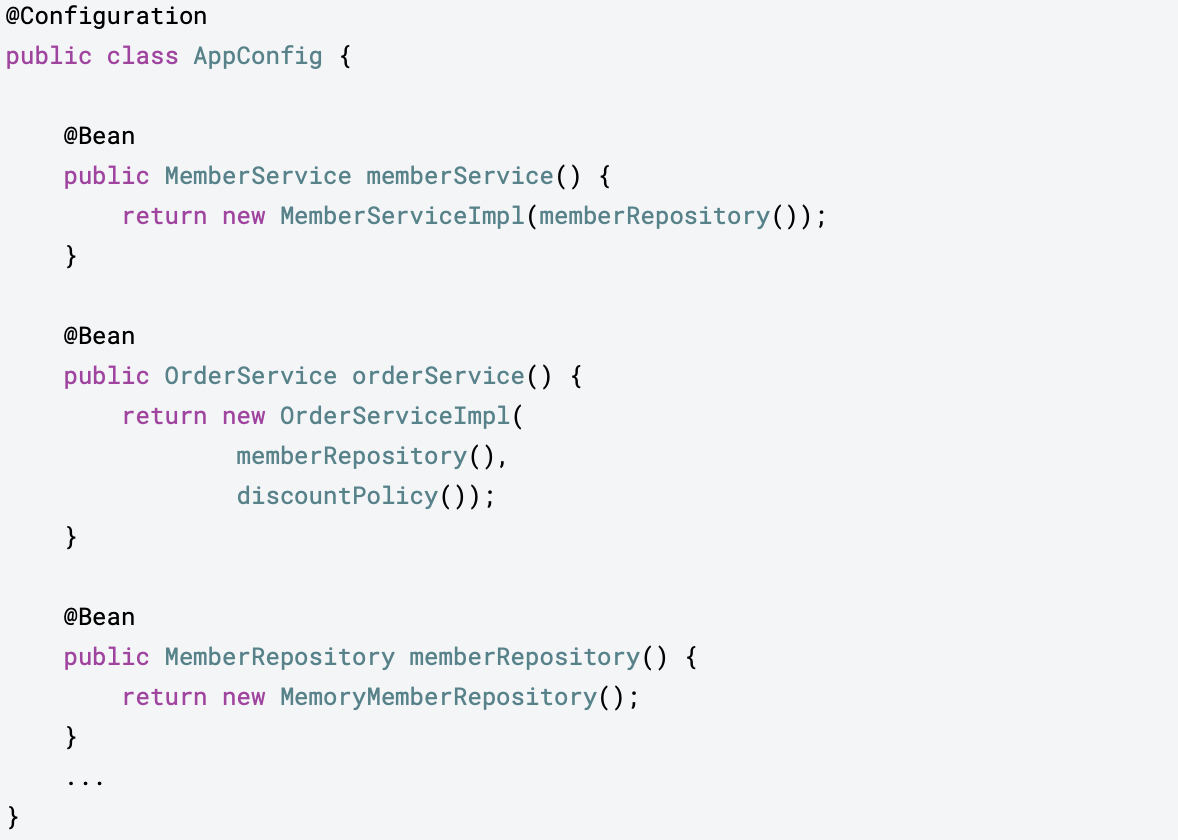 @Configuration
public class AppConfig {
@Bean
public MemberService memberService() {
return new MemberServiceImpl(memberRepository());
}
@Bean
public OrderService orderService() {
return new OrderServiceImpl(
memberRepository(),
discountPolicy());
}
@Bean
public MemberRepository memberRepository() {
return new MemoryMemberRepository();
}
...
}